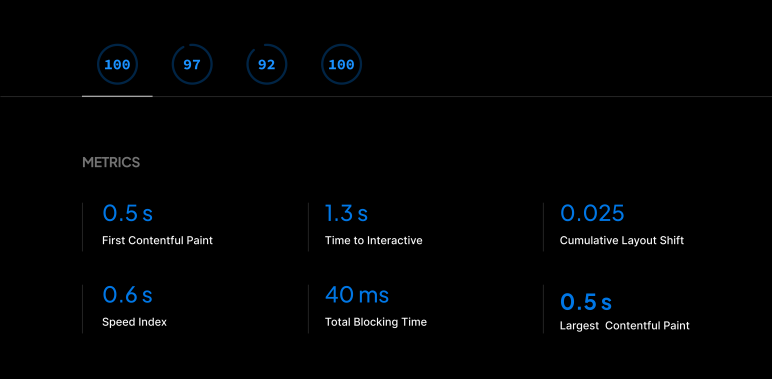 100 97 92 100
METRICS
0.5 s 1.3 s 0.025
First Contentful Paint Time to Interactive Cumulative Layout Shift
0.6 s 40 ms 0.5 s
Speed Index Total Blocking Time Largest  Contentful Paint